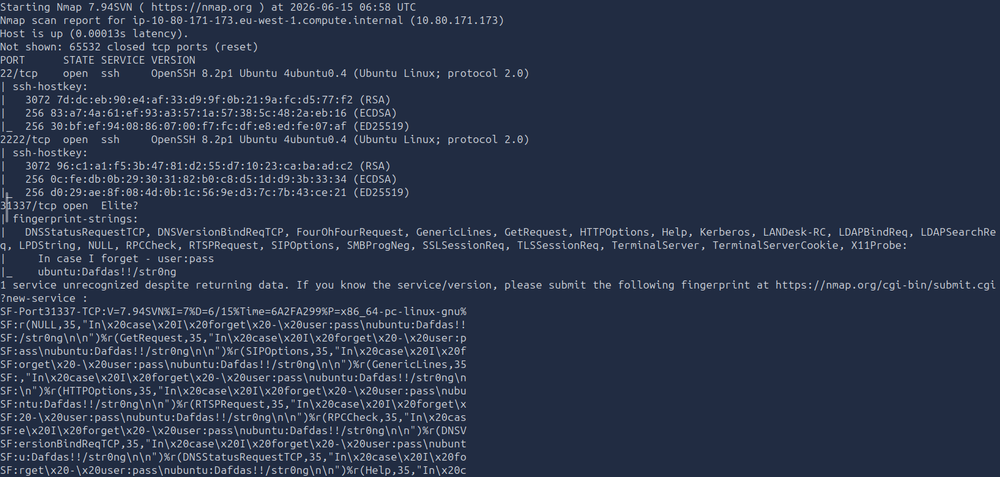 Starting Nmap 7.94SVN ( https://nmap.org ) at 2026-06-15 06:58 UTC
Nmap scan report for ip-10-80-171-173.eu-west-1.compute.internal (10.80.171.173)
Host is up (0.00013s latency).
Not shown: 65532 closed tcp ports (reset)
PORT      STATE SERVICE VERSION
22/tcp    open  ssh     OpenSSH 8.2p1 Ubuntu 4ubuntu0.4 (Ubuntu Linux; protocol 2.0)
| ssh-hostkey:
|   3072 7d:dc:eb:90:e4:af:33:d9:9f:0b:21:9a:fc:d5:77:f2 (RSA)
|   256 83:a7:4a:61:ef:93:a3:57:1a:57:38:5c:48:2a:eb:16 (ECDSA)
|_  256 30:bf:ef:94:08:86:07:00:f7:fc:df:e8:ed:fe:07:af (ED25519)
2222/tcp  open  ssh     OpenSSH 8.2p1 Ubuntu 4ubuntu0.4 (Ubuntu Linux; protocol 2.0)
| ssh-hostkey:
|   3072 96:c1:a1:f5:3b:47:81:d2:55:d7:10:23:ca:ba:ad:c2 (RSA)
|   256 0c:fe:db:0b:29:30:31:82:b0:c8:d5:1d:d9:3b:33:34 (ECDSA)
|_  256 d0:29:ae:8f:08:4d:0b:1c:56:9e:d3:7c:7b:43:ce:21 (ED25519)
31337/tcp open  Elite?
| fingerprint-strings:
|   DNSStatusRequestTCP, DNSVersionBindReqTCP, FourOhFourRequest, GenericLines, GetRequest, HTTPOptions, Help, Kerberos, LANDesk-RC, LDAPBindReq, LDAPSearchRe
q, LPDString, NULL, RPCCheck, RTSPRequest, SIPOptions, SMBProgNeg, SSLSessionReq, TLSSessionReq, TerminalServer, TerminalServerCookie, X11Probe:
|     In case I forget - user:pass
|_    ubuntu:Dafdas!!/str0ng
1 service unrecognized despite returning data. If you know the service/version, please submit the following fingerprint at https://nmap.org/cgi-bin/submit.cgi
?new-service :
SF-Port31337-TCP:V=7.94SVN%I=7%D=6/15%Time=6A2FA299%P=x86_64-pc-linux-gnu%
SF:r(NULL,35,"In\x20case\x20I\x20forget\x20-\x20user:pass\nubuntu:Dafdas!!
SF:/str0ng\n\n")%r(GetRequest,35,"In\x20case\x20I\x20forget\x20-\x20user:p
SF:ass\nubuntu:Dafdas!!/str0ng\n\n")%r(SIPOptions,35,"In\x20case\x20I\x20f
SF:orget\x20-\x20user:pass\nubuntu:Dafdas!!/str0ng\n\n")%r(GenericLines,35
SF:,"In\x20case\x20I\x20forget\x20-\x20user:pass\nubuntu:Dafdas!!/str0ng\n
SF:\n")%r(HTTPOptions,35,"In\x20case\x20I\x20forget\x20-\x20user:pass\nubu
SF:ntu:Dafdas!!/str0ng\n\n")%r(RTSPRequest,35,"In\x20case\x20I\x20forget\x
SF:20-\x20user:pass\nubuntu:Dafdas!!/str0ng\n\n")%r(RPCCheck,35,"In\x20cas
SF:e\x20I\x20forget\x20-\x20user:pass\nubuntu:Dafdas!!/str0ng\n\n")%r(DNSV
SF:ersionBindReqTCP,35,"In\x20case\x20I\x20forget\x20-\x20user:pass\nubunt
SF:u:Dafdas!!/str0ng\n\n")%r(DNSStatusRequestTCP,35,"In\x20case\x20I\x20fo
SF:rget\x20-\x20user:pass\nubuntu:Dafdas!!/str0ng\n\n")%r(Help,35,"In\x20c